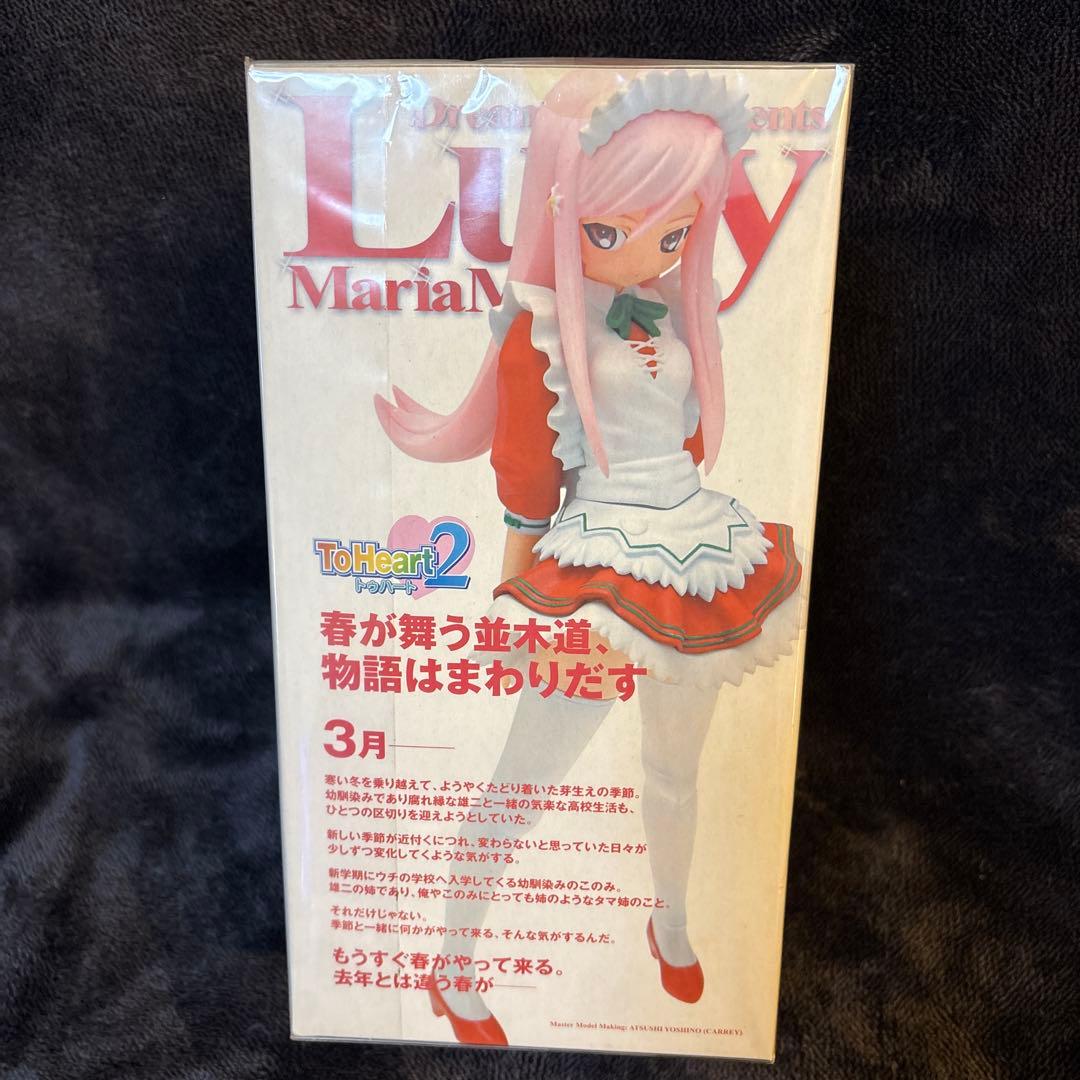 Dream ents
Lu y
MariaM
ToHeart2
トゥハート
春が舞う並木道、
物語はまわりだす
3月——
寒い冬を乗り越えて、ようやくたどり着いた芽生えの季節。
幼馴染みであり腐れ縁な雄二と一緒の気楽な高校生活も、
ひとつの区切りを迎えようとしていた。
新しい季節が近付くにつれ、変わらないと思っていた日々が
少しずつ変化してくような気がする。
新学期にウチの学校へ入学してくる幼馴染みのこのみ。
雄二の姉であり、俺やこのみにとっても姉のようなタマ姉のこと。
それだけじゃない。
季節と一緒に何かがやって来る、そんな気がするんだ。
もうすぐ春がやって来る。
去年とは違う春が——
Master Model Making: ATSUSHI YOSHINO (CARREY)